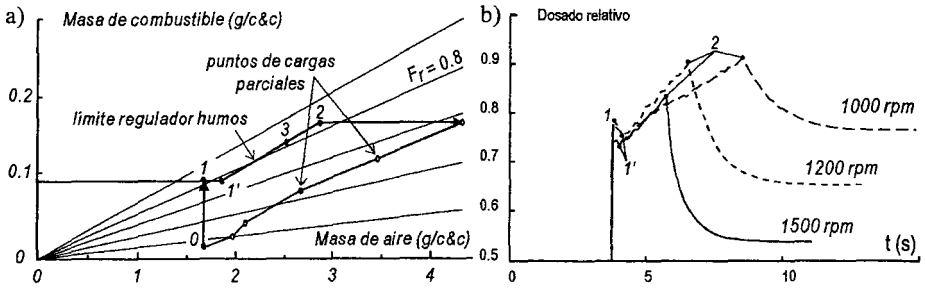 a)
Masa de combustible (g/c&c)
puntos de cargas
parciales
Fr=0.8
límite regulador humos
0.2
0.1
0
1
1'
3
2
0
Masa de aire (g/c&c)
0
1
2
3
4
b)
Dosado relativo
1
0.9
0.8
0.7
0.6
0.5
2
1
1'
1000 rpm
1200 rpm
1500 rpm
t (s)
0
5
10